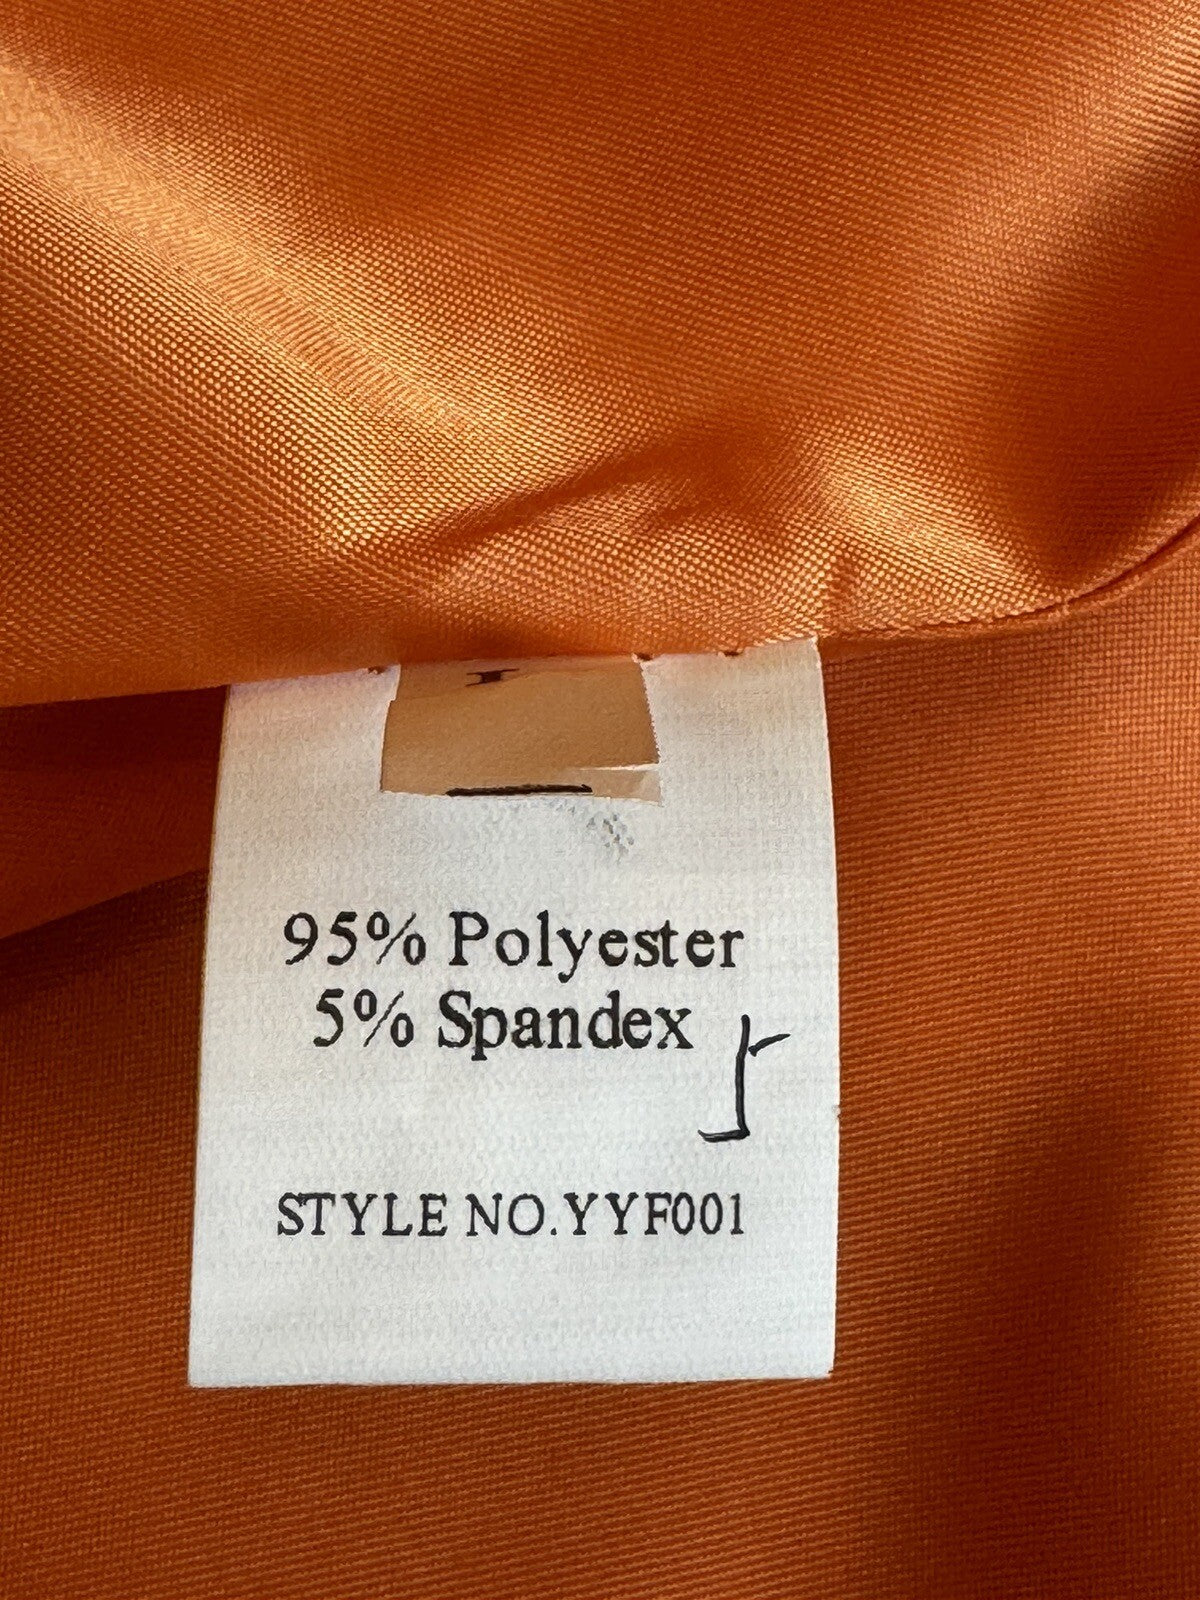 95% Polyester
5% Spandex
STYLE NO.YYF001